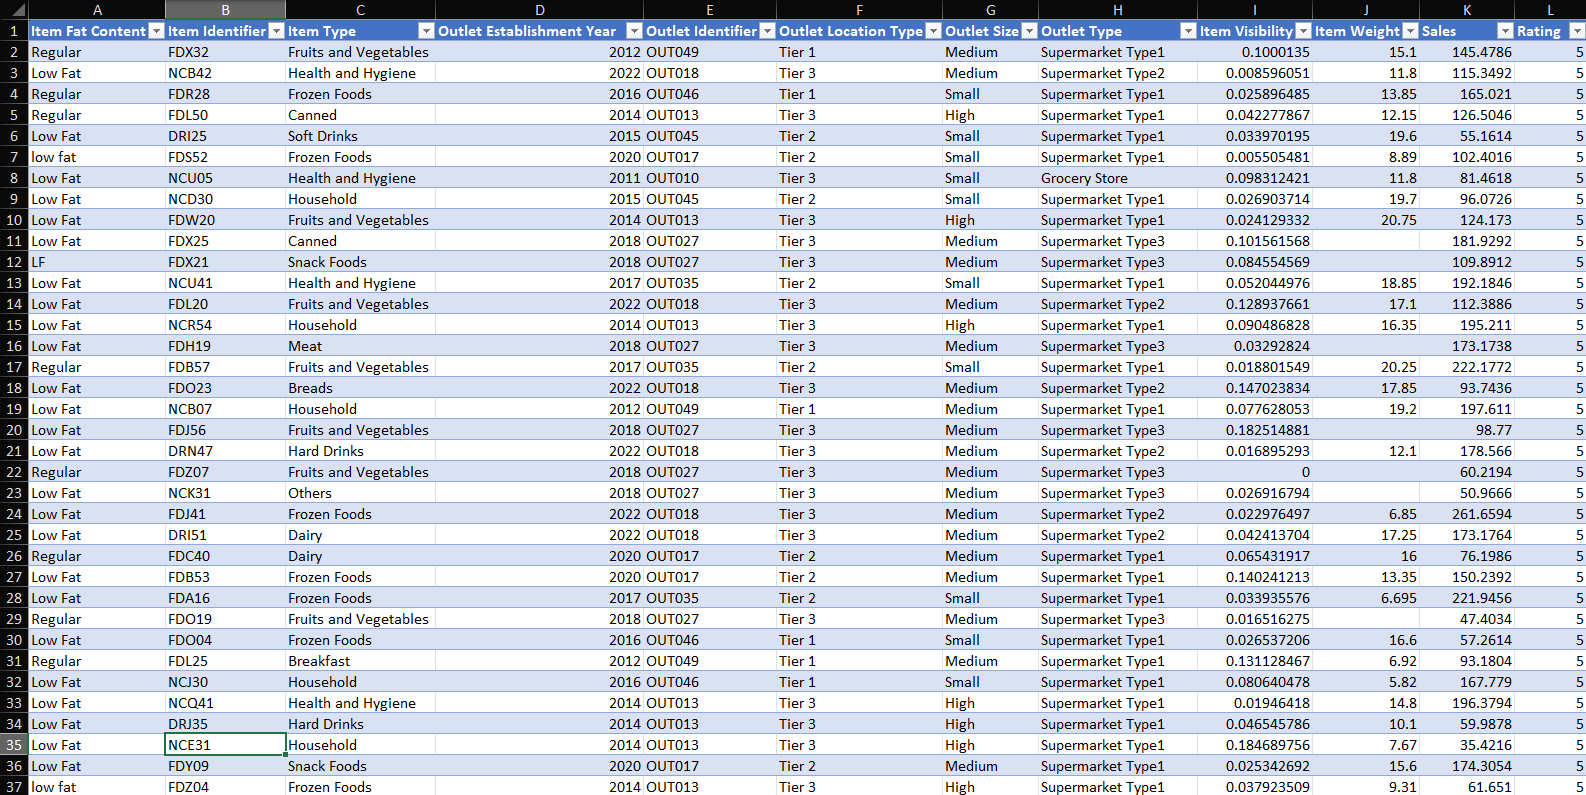 A B C D E F G H I J K L
1 Item Fat Content Item Identifier Item Type Outlet Establishment Year Outlet Identifier Outlet Location Type Outlet Size Outlet Type Item Visibility Item Weight Sales Rating
2 Regular FDX32 Fruits and Vegetables 2012 OUT049 Tier 1 Medium Supermarket Type1 0.1000135 15.1 145.4786 5
3 Low Fat NCB42 Health and Hygiene 2022 OUT018 Tier 3 Medium Supermarket Type2 0.008596051 11.8 115.3492 5
4 Regular FDR28 Frozen Foods 2016 OUT046 Tier 1 Small Supermarket Type1 0.025896485 13.85 165.021 5
5 Regular FDL50 Canned 2014 OUT013 Tier 3 High Supermarket Type1 0.042277867 12.15 126.5046 5
6 Low Fat DRI25 Soft Drinks 2015 OUT045 Tier 2 Small Supermarket Type1 0.033970195 19.6 55.1614 5
7 low fat FDS52 Frozen Foods 2020 OUT017 Tier 2 Small Supermarket Type1 0.005505481 8.89 102.4016 5
8 Low Fat NCU05 Health and Hygiene 2011 OUT010 Tier 3 Small Grocery Store 0.098312421 11.8 81.4618 5
9 Low Fat NCD30 Household 2015 OUT045 Tier 2 Small Supermarket Type1 0.026903714 19.7 96.0726 5
10 Low Fat FDW20 Fruits and Vegetables 2014 OUT013 Tier 3 High Supermarket Type1 0.024129332 20.75 124.173 5
11 Low Fat FDX25 Canned 2018 OUT027 Tier 3 Medium Supermarket Type3 0.101561568 181.9292 5
12 LF FDX21 Snack Foods 2018 OUT027 Tier 3 Medium Supermarket Type3 0.084554569 109.8912 5
13 Low Fat NCU41 Health and Hygiene 2017 OUT035 Tier 2 Small Supermarket Type1 0.052044976 18.85 192.1846 5
14 Low Fat FDL20 Fruits and Vegetables 2022 OUT018 Tier 3 Medium Supermarket Type2 0.128937661 17.1 112.3886 5
15 Low Fat NCR54 Household 2014 OUT013 Tier 3 High Supermarket Type1 0.090486828 16.35 195.211 5
16 Low Fat FDH19 Meat 2018 OUT027 Tier 3 Medium Supermarket Type3 0.03292824 173.1738 5
17 Regular FDB57 Fruits and Vegetables 2017 OUT035 Tier 2 Small Supermarket Type1 0.018801549 20.25 222.1772 5
18 Low Fat FDO23 Breads 2022 OUT018 Tier 3 Medium Supermarket Type2 0.147023834 17.85 93.7436 5
19 Low Fat NCB07 Household 2012 OUT049 Tier 1 Medium Supermarket Type1 0.077628053 19.2 197.611 5
20 Low Fat FDJ56 Fruits and Vegetables 2018 OUT027 Tier 3 Medium Supermarket Type3 0.182514881 98.77 5
21 Low Fat DRN47 Hard Drinks 2022 OUT018 Tier 3 Medium Supermarket Type2 0.016895293 12.1 178.566 5
22 Regular FDZ07 Fruits and Vegetables 2018 OUT027 Tier 3 Medium Supermarket Type3 0 60.2194 5
23 Low Fat NCK31 Others 2018 OUT027 Tier 3 Medium Supermarket Type3 0.026916794 50.9666 5
24 Low Fat FDJ41 Frozen Foods 2022 OUT018 Tier 3 Medium Supermarket Type2 0.022976497 6.85 261.6594 5
25 Low Fat DRI51 Dairy 2022 OUT018 Tier 3 Medium Supermarket Type2 0.042413704 17.25 173.1764 5
26 Regular FDC40 Dairy 2020 OUT017 Tier 2 Medium Supermarket Type1 0.065431917 16 76.1986 5
27 Low Fat FDB53 Frozen Foods 2020 OUT017 Tier 2 Medium Supermarket Type1 0.140241213 13.35 150.2392 5
28 Low Fat FDA16 Frozen Foods 2017 OUT035 Tier 2 Small Supermarket Type1 0.033935576 6.695 221.9456 5
29 Regular FDO19 Fruits and Vegetables 2018 OUT027 Tier 3 Medium Supermarket Type3 0.016516275 47.4034 5
30 Low Fat FDO04 Frozen Foods 2016 OUT046 Tier 1 Small Supermarket Type1 0.026537206 16.6 57.2614 5
31 Regular FDL25 Breakfast 2012 OUT049 Tier 1 Medium Supermarket Type1 0.131128467 6.92 93.1804 5
32 Low Fat NCJ30 Household 2016 OUT046 Tier 1 Small Supermarket Type1 0.080640478 5.82 167.779 5
33 Low Fat NCQ41 Health and Hygiene 2014 OUT013 Tier 3 High Supermarket Type1 0.01946418 14.8 196.3794 5
34 Low Fat DRJ35 Hard Drinks 2014 OUT013 Tier 3 High Supermarket Type1 0.046545786 10.1 59.9878 5
35 Low Fat NCE31 Household 2014 OUT013 Tier 3 High Supermarket Type1 0.184689756 7.67 35.4216 5
36 Low Fat FDY09 Snack Foods 2020 OUT017 Tier 2 Medium Supermarket Type1 0.025342692 15.6 174.3054 5
37 low fat FDZ04 Frozen Foods 2014 OUT013 Tier 3 High Supermarket Type1 0.037923509 9.31 61.651 5